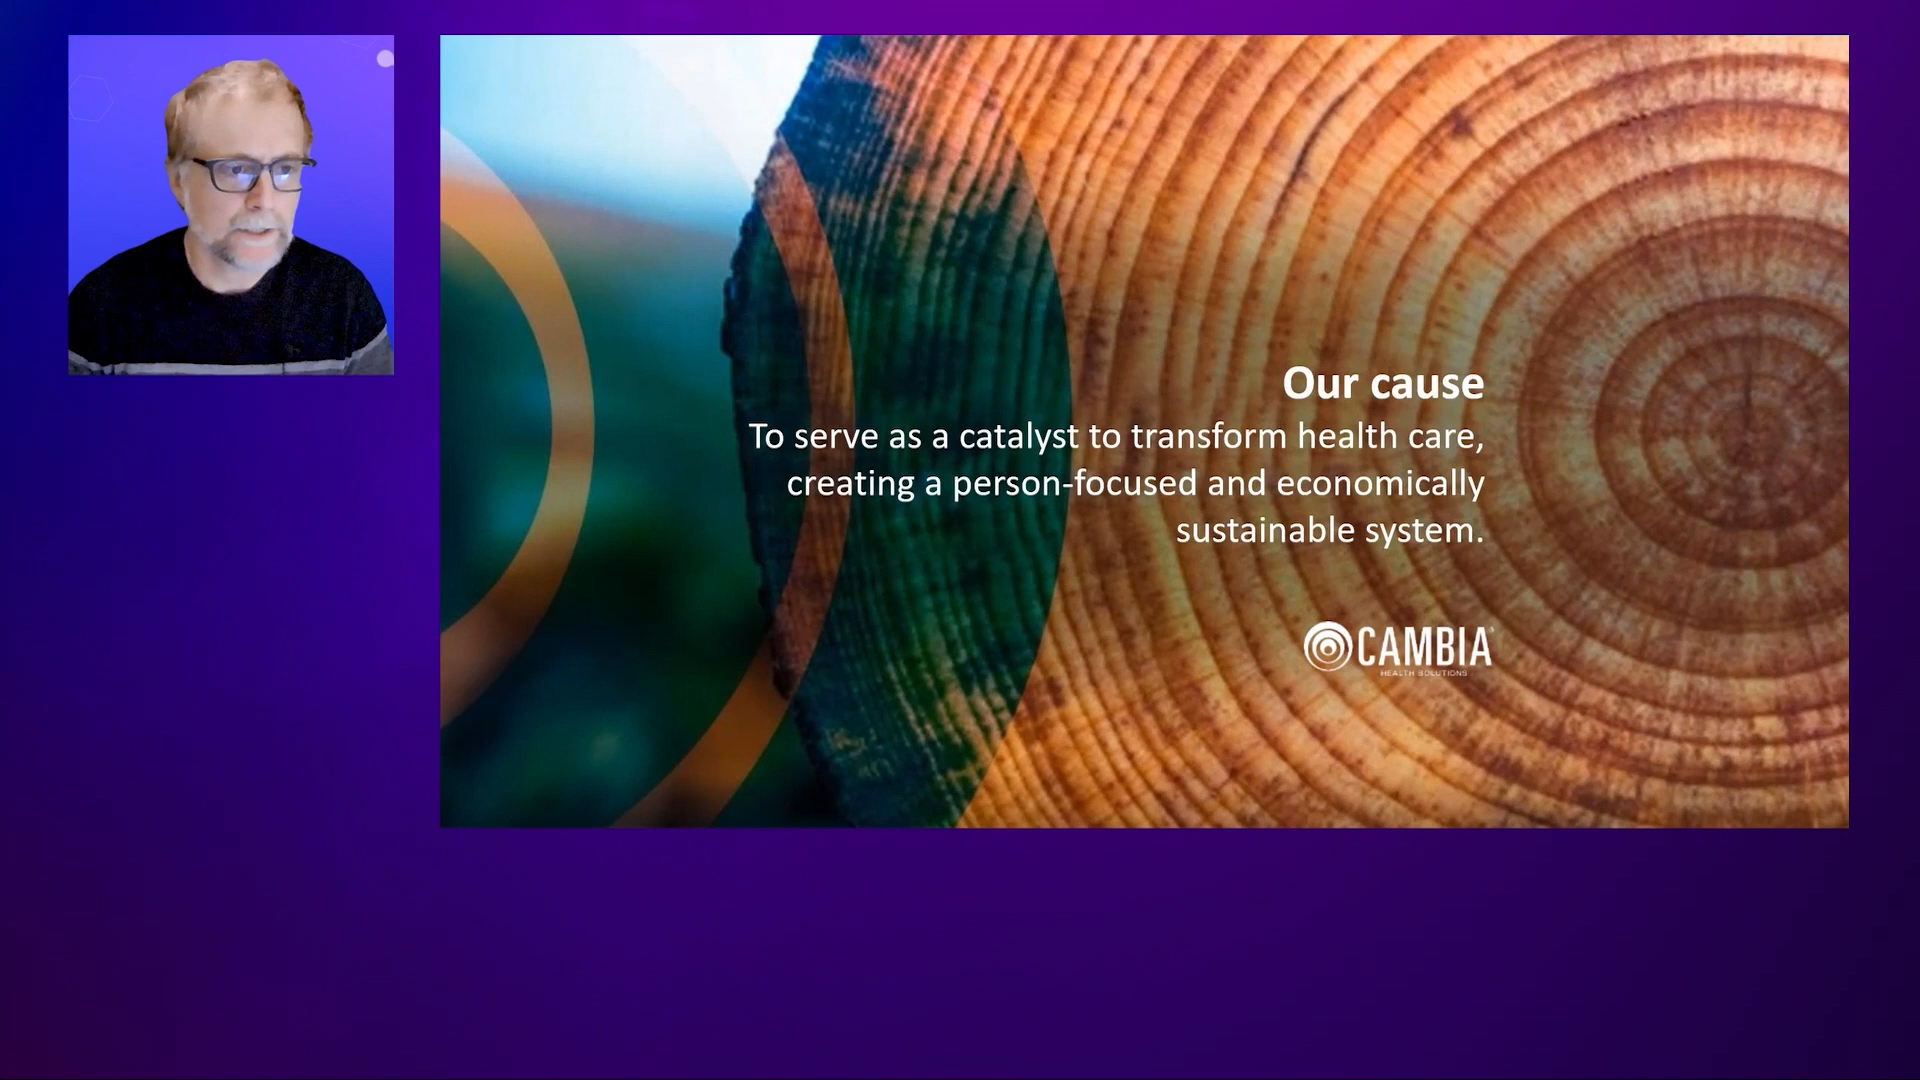 Our cause
To serve as a catalyst to transform health care,
creating a person-focused and economically
sustainable system.
CAMBIA
HEALTH SOLUTIONS